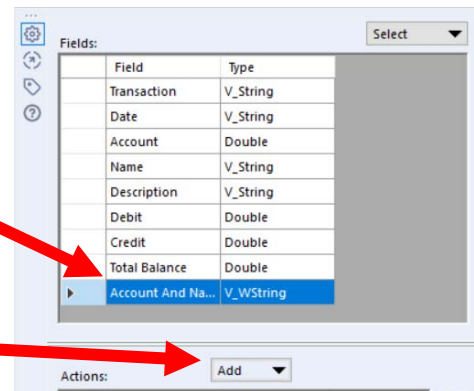 Select
Fields:
Field Type
Transaction V_String
Date V_String
Account Double
Name V_String
Description V_String
Debit Double
Credit Double
Total Balance Double
Account And Na... V_WString
Add
Actions: